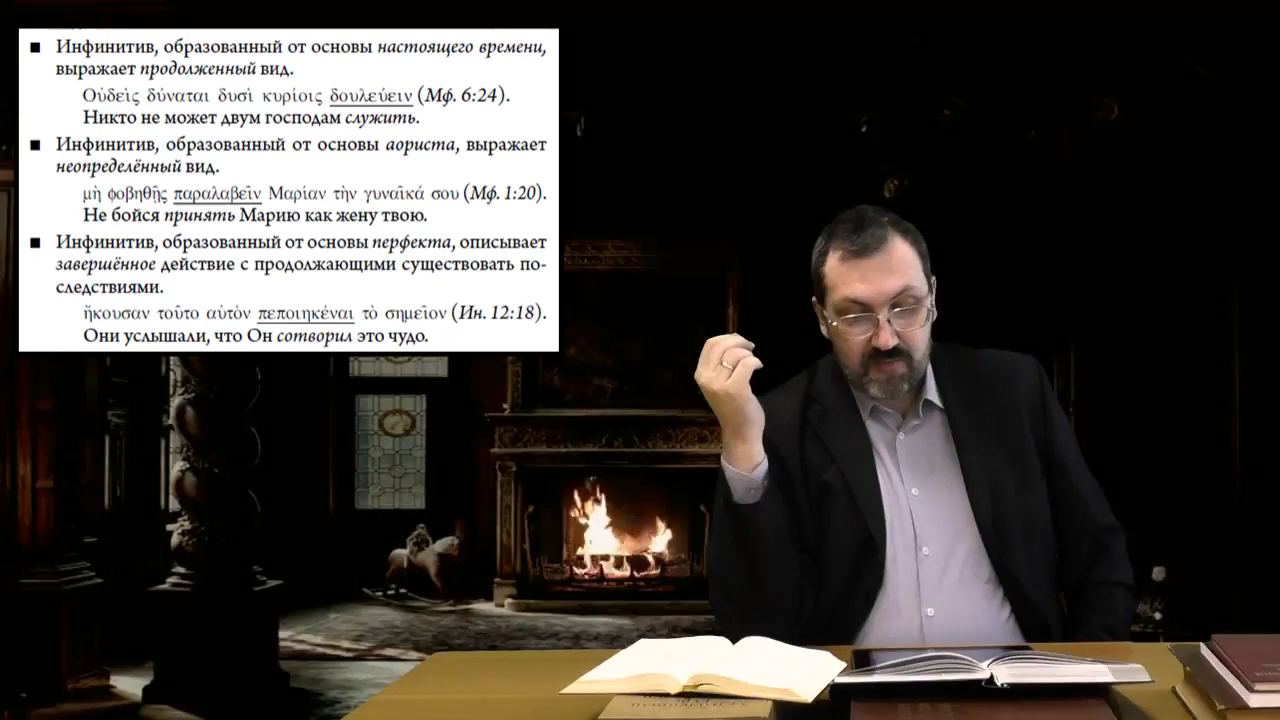 ■ Инфинитив, образованный от основы настоящего времени,
выражает продолженный вид.
Οὐδεὶς δύναται δυσὶ κυρίοις δουλεύειν (Мф. 6:24).
Никто не может двум господам служить.
■ Инфинитив, образованный от основы аориста, выражает
неопределённый вид.
μὴ φοβηθῇς παραλαβεῖν Μαρίαν τὴν γυναῖκά σου (Мф. 1:20).
Не бойся принять Марию как жену твою.
■ Инфинитив, образованный от основы перфекта, описывает
завершённое действие с продолжающими существовать по-
следствиями.
ἤκουσαν τοῦτο αὐτὸν πεποιηκέναι τὸ σημεῖον (Ин. 12:18).
Они услышали, что Он сотворил это чудо.